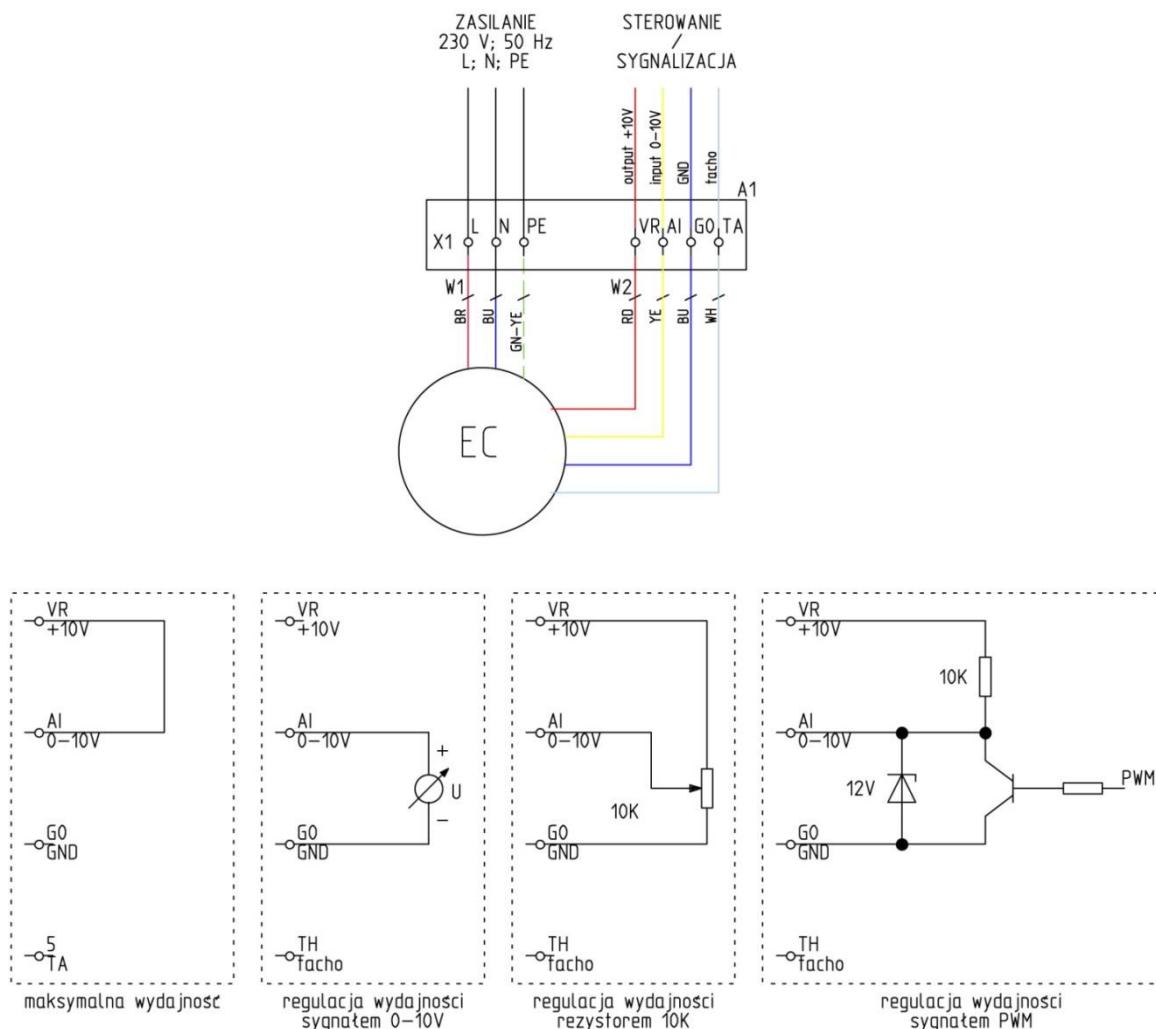 ZASILANIE
230 V; 50 Hz
L; N; PE
STEROWANIE
/
SYGNALIZACJA
output +10V
input 0-10V
GND
tacho
A1
X1
L
N
PE
VR
AI
G0
TA
W1
BR
BU
GN-YE
W2
RD
YE
BU
WH
EC
VR
+10V
AI
0-10V
G0
GND
5
TA
maksymalna wydajność
VR
+10V
AI
0-10V
+
U
-
G0
GND
TH
tacho
regulacja wydajności
sygnałem 0-10V
VR
+10V
AI
0-10V
10K
G0
GND
TH
tacho
regulacja wydajności
rezystorem 10K
VR
+10V
10K
AI
0-10V
12V
PWM
G0
GND
TH
tacho
regulacja wydajności
sygnałem PWM